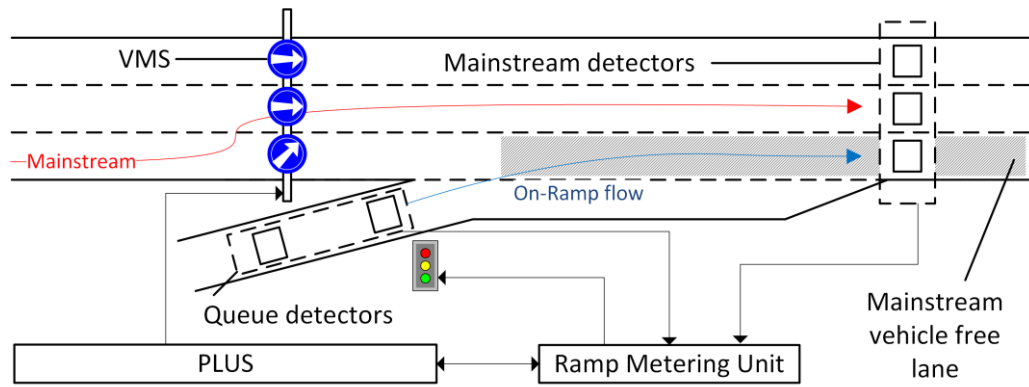 VMS
Mainstream detectors
Mainstream
On-Ramp flow
Queue detectors
Mainstream
vehicle free
lane
PLUS
Ramp Metering Unit